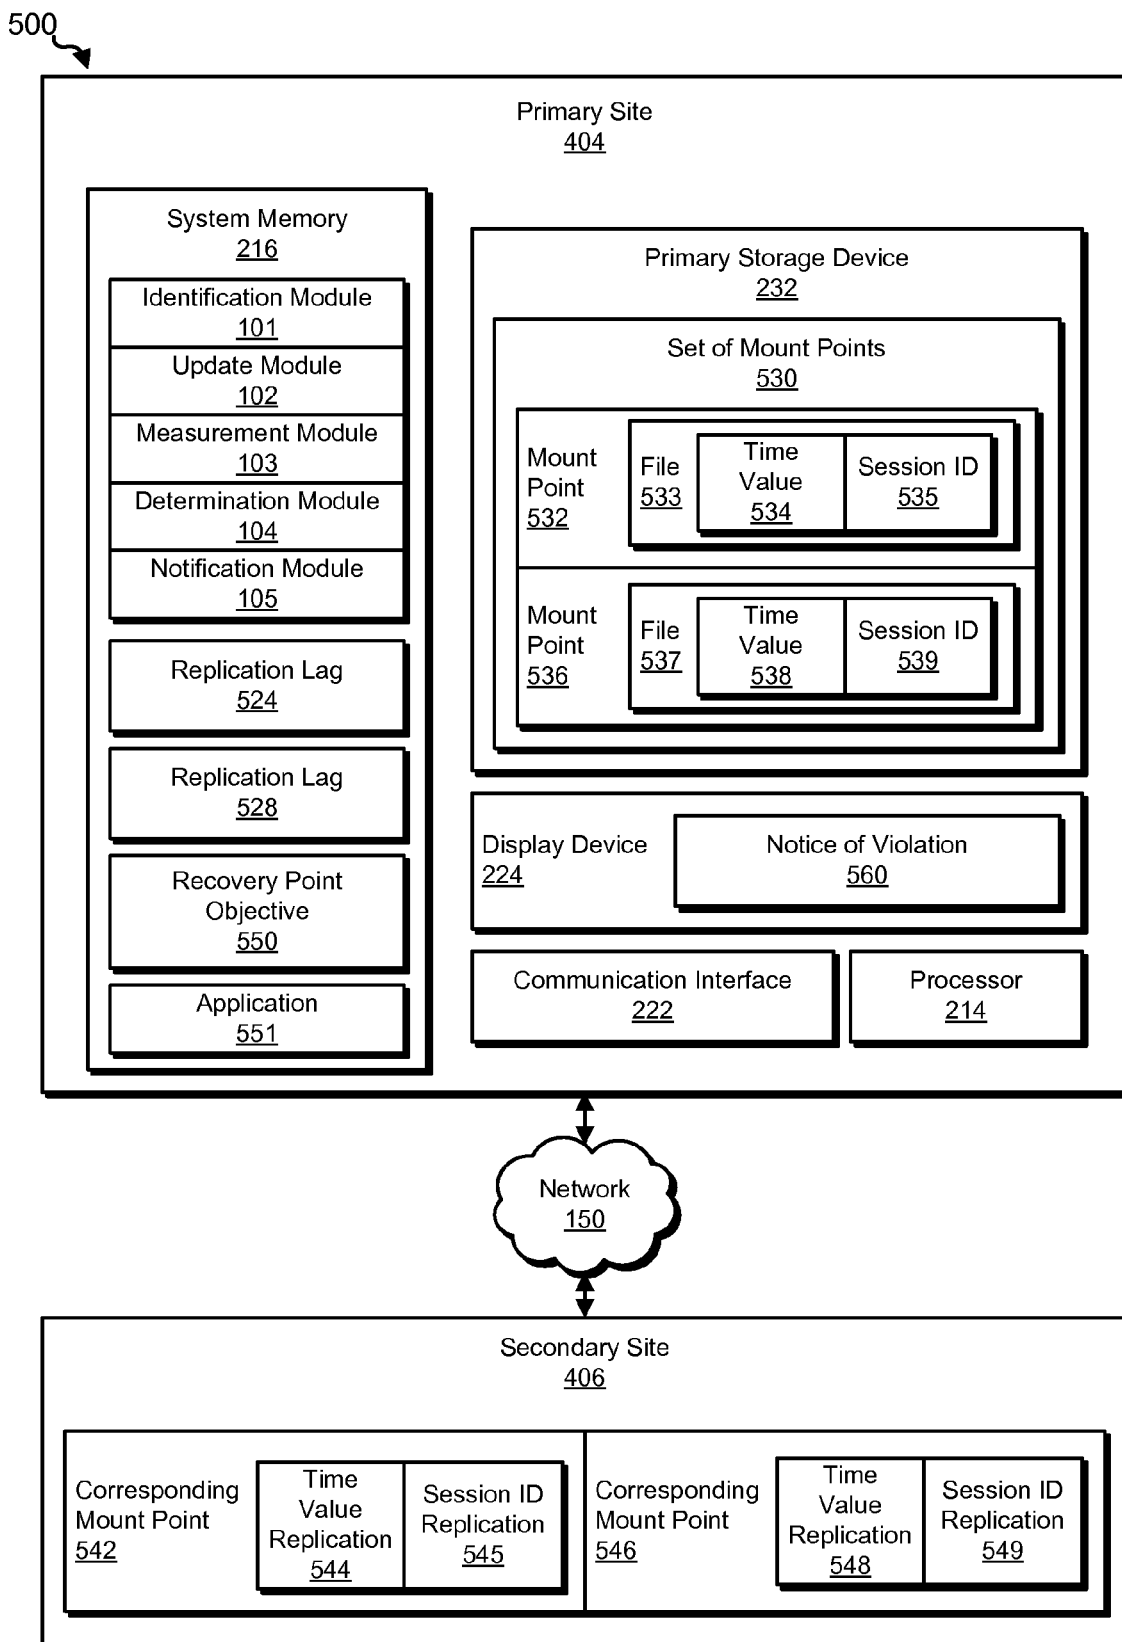 500
Primary Site
404
System Memory
216
Identification Module
101
Update Module
102
Measurement Module
103
Determination Module
104
Notification Module
105
Replication Lag
524
Replication Lag
528
Recovery Point
Objective
550
Application
551
Primary Storage Device
232
Set of Mount Points
530
Mount
Point
532
File
533
Time
Value
534
Session ID
535
Mount
Point
536
File
537
Time
Value
538
Session ID
539
Display Device
224
Notice of Violation
560
Communication Interface
222
Processor
214
Network
150
Secondary Site
406
Corresponding
Mount Point
542
Time
Value
Replication
544
Session ID
Replication
545
Corresponding
Mount Point
546
Time
Value
Replication
548
Session ID
Replication
549